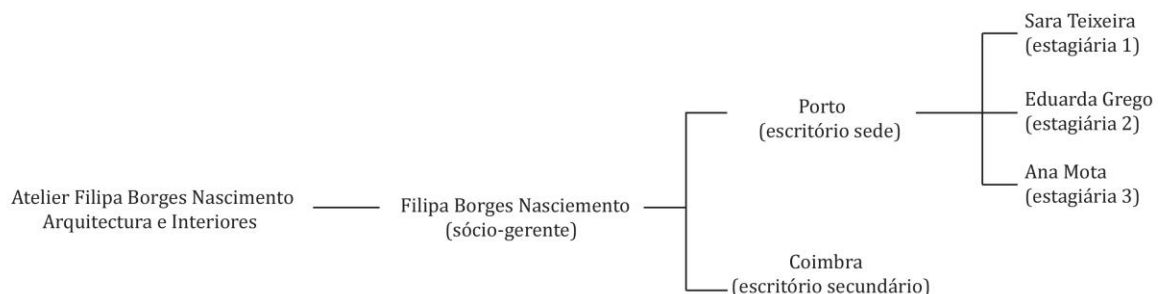 Atelier Filipa Borges Nascimento
Arquitectura e Interiores
Filipa Borges Nasciemento
(sócio-gerente)
Porto
(escritório sede)
Sara Teixeira
(estagiária 1)
Eduarda Grego
(estagiária 2)
Ana Mota
(estagiária 3)
Coimbra
(escritório secundário)